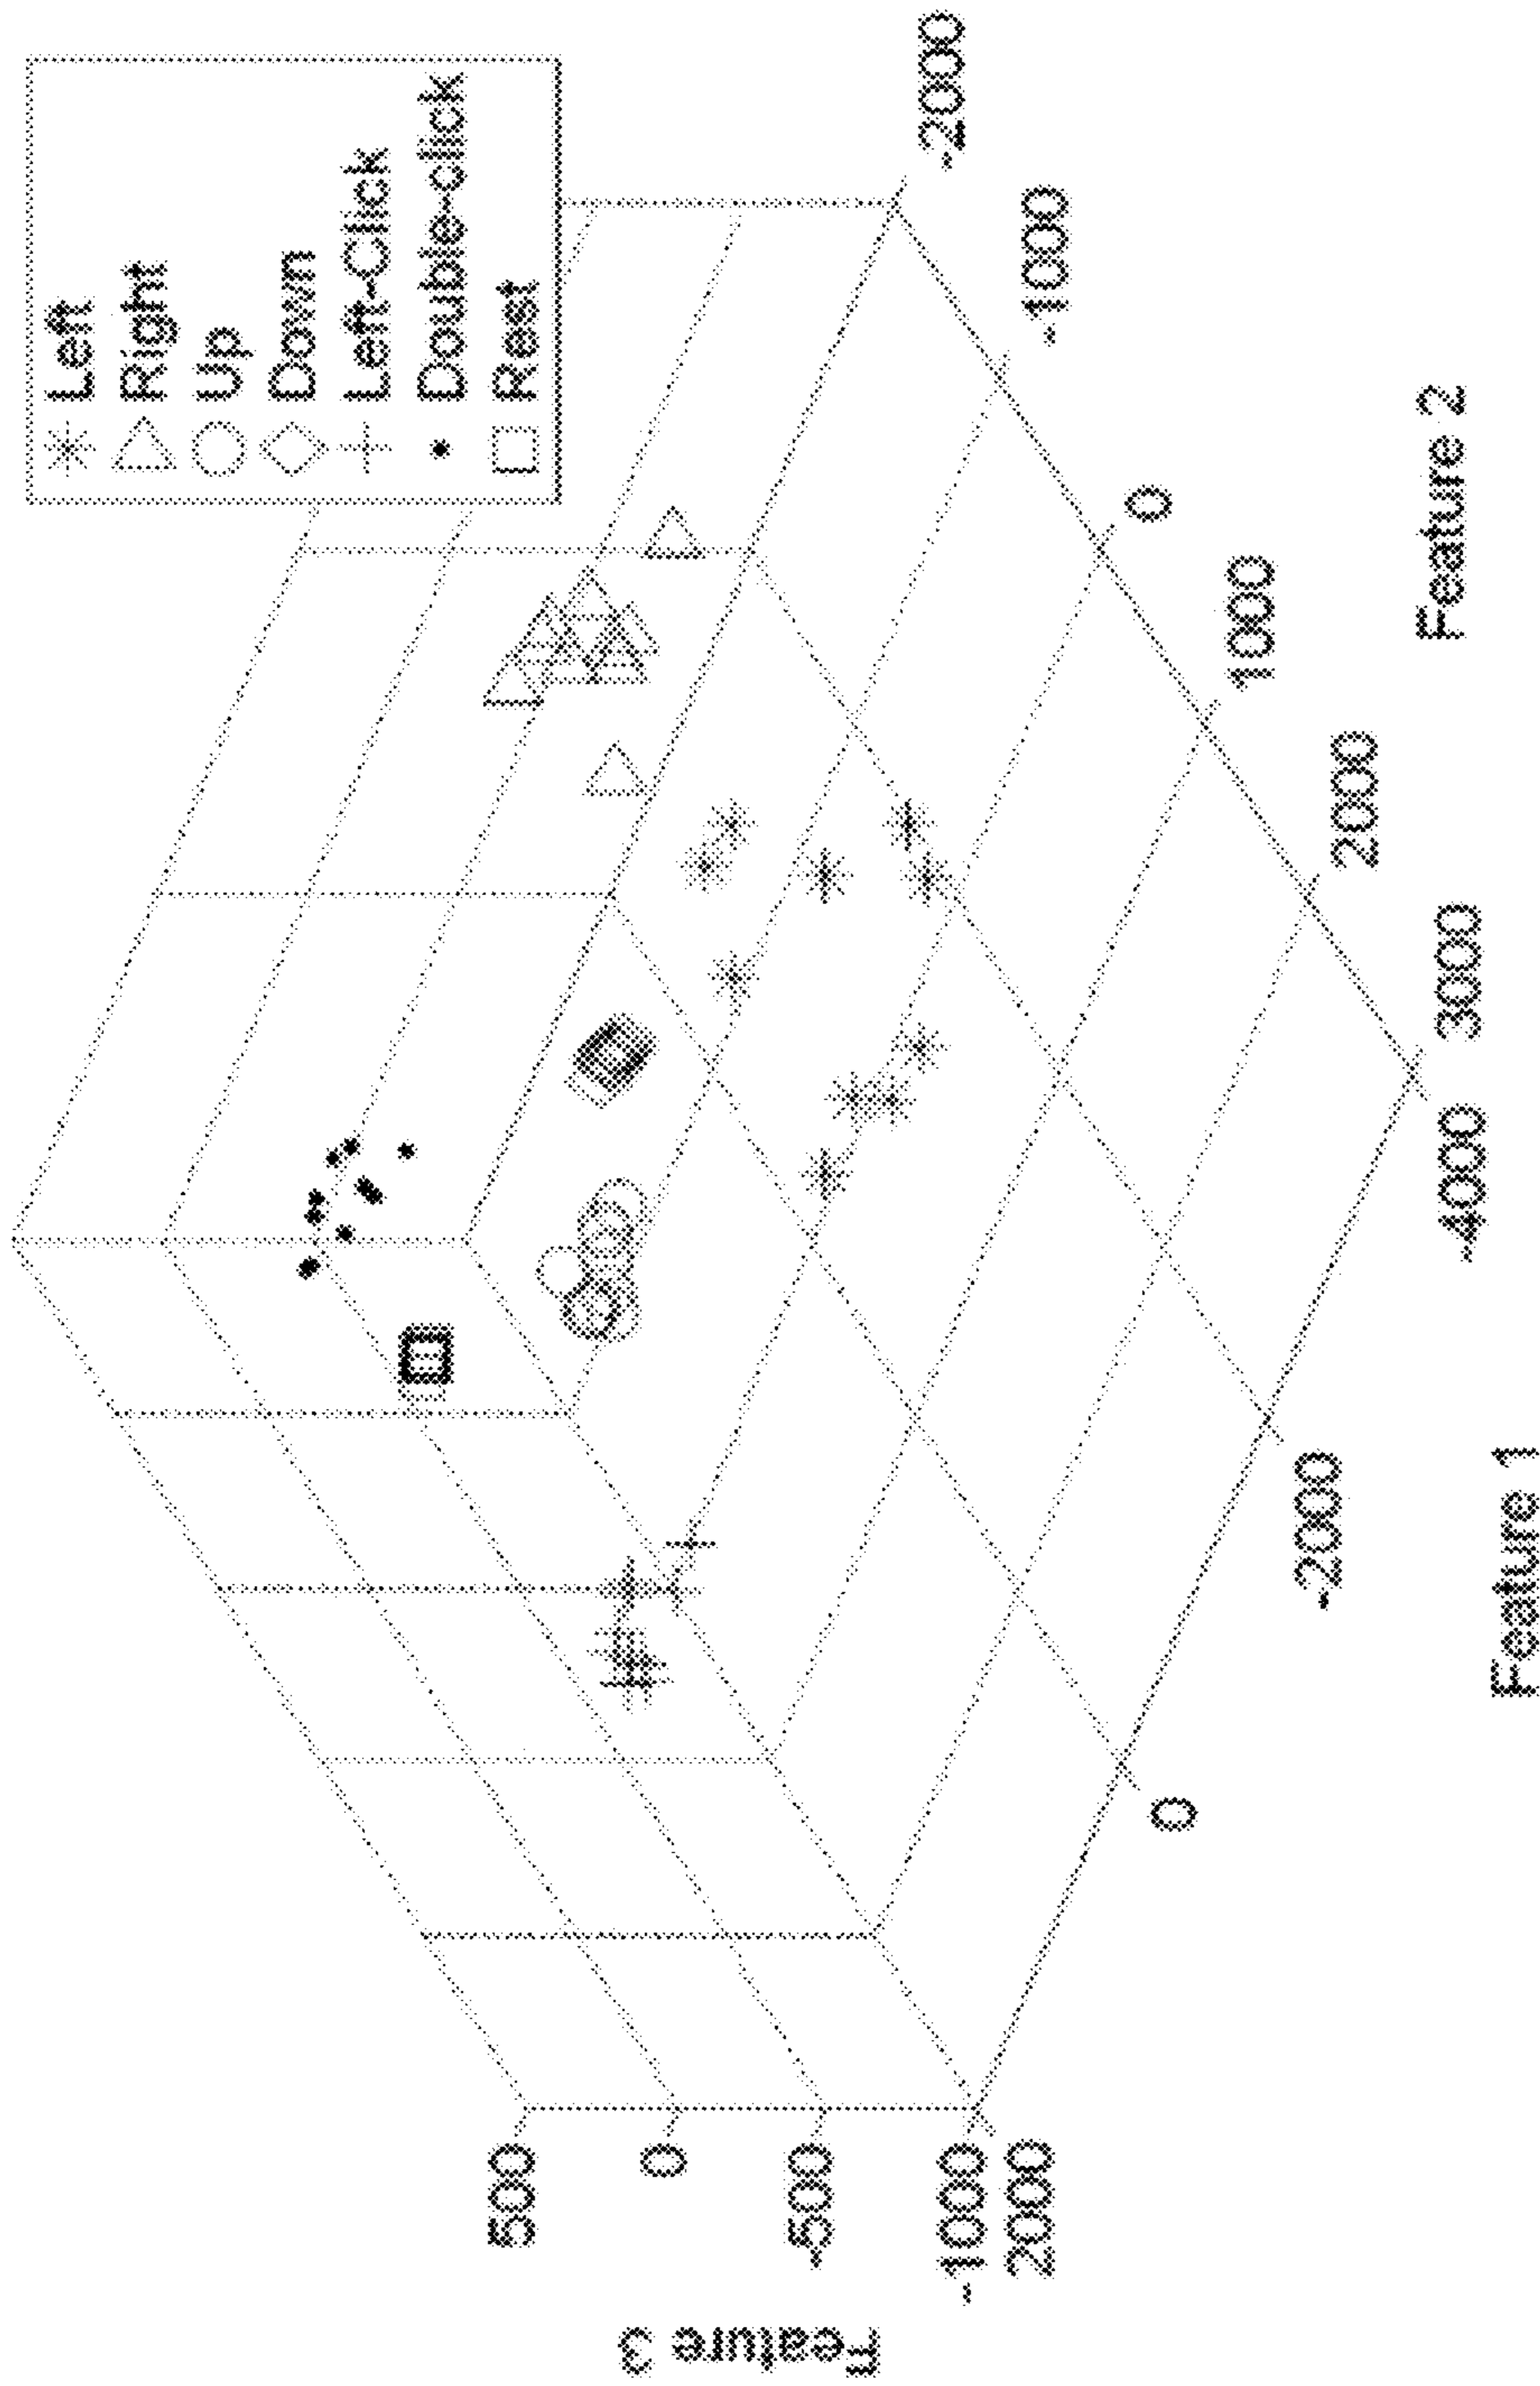 Left
Right
Up
Down
Left-Click
Double-click
Rest
500
0
-500
-1000
2000
0
-2000
-4000
3000
2000
1000
0
-1000
-2000
Feature 3
Feature 1
Feature 2